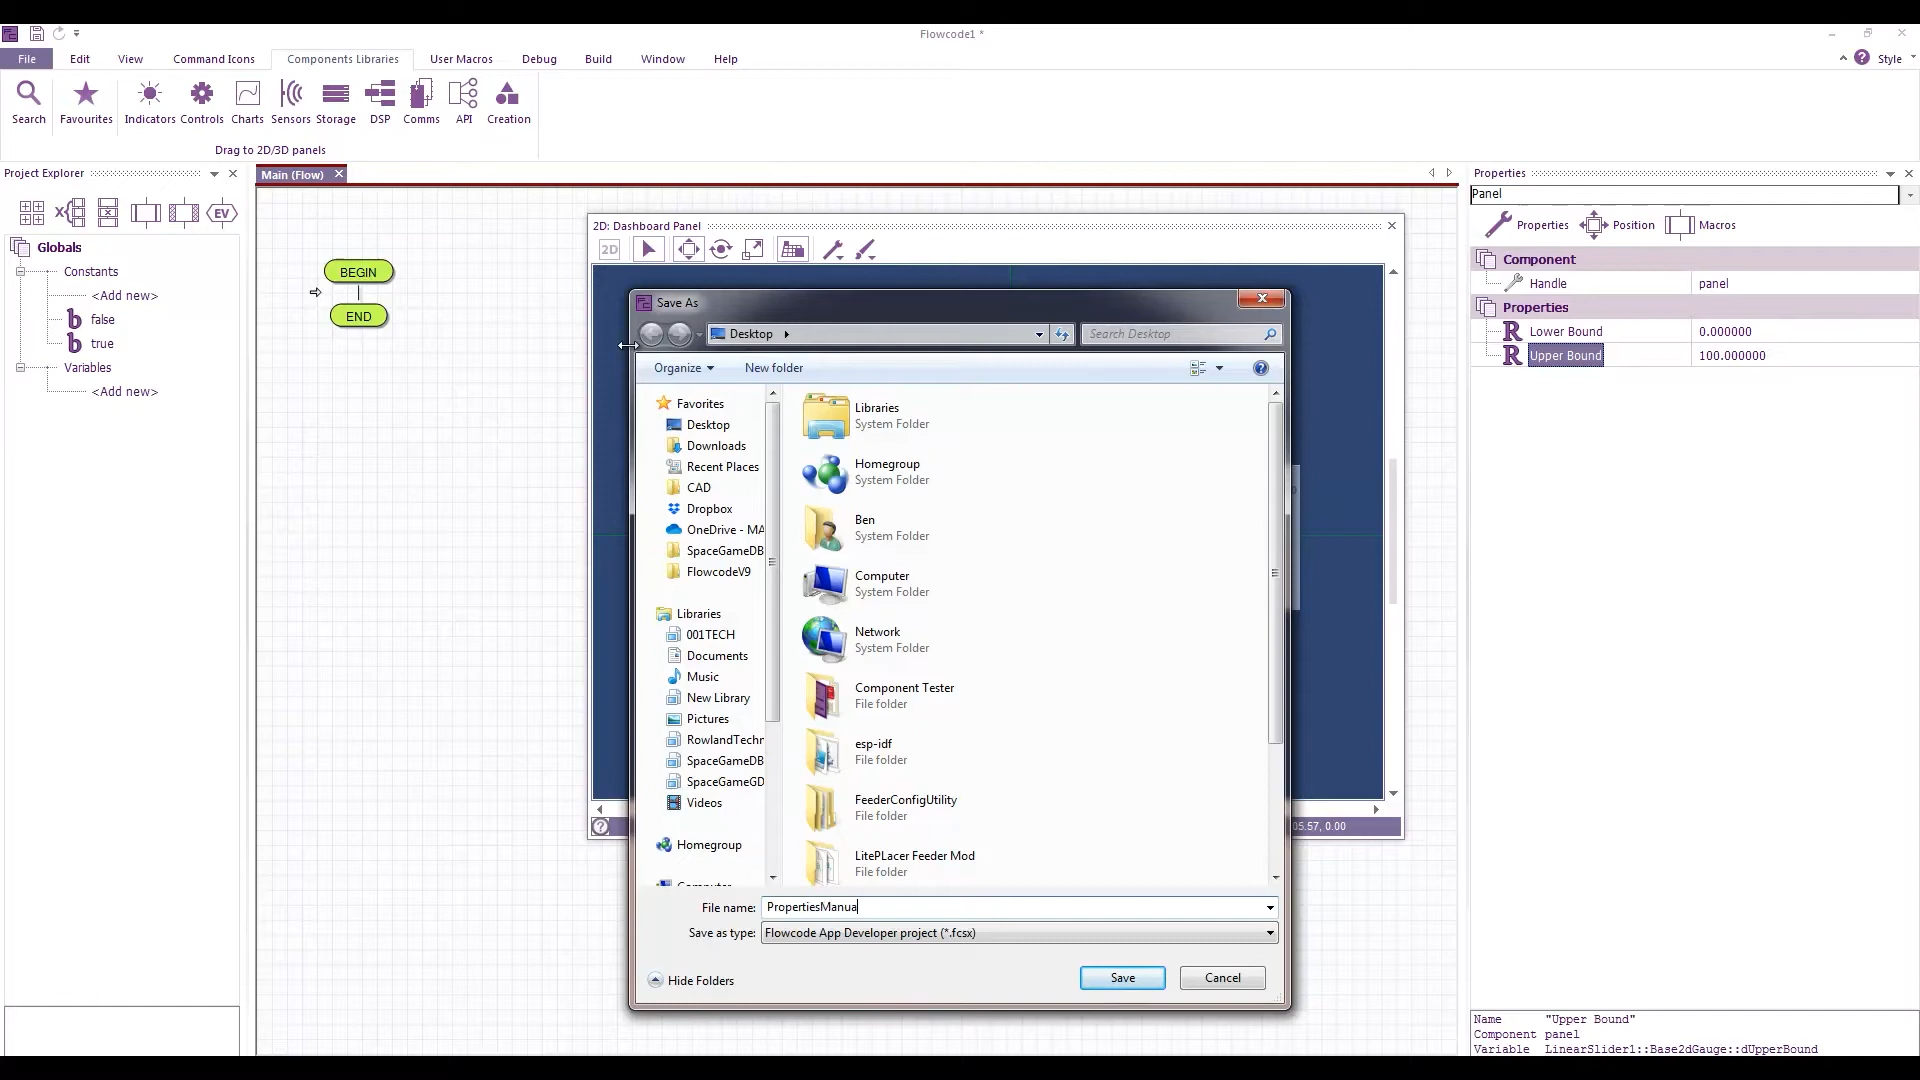 Flowcode1 *
File Edit View Command Icons Components Libraries User Macros Debug Build Window Help Style
Search Favourites Indicators Controls Charts Sensors Storage DSP Comms API Creation
Drag to 2D/3D panels
Project Explorer
EV
Globals
Constants
<Add new>
false
true
Variables
<Add new>
Main (Flow)
BEGIN
END
2D: Dashboard Panel
2D
Save As
Desktop
Search Desktop
Organize
New folder
Favorites
Desktop
Downloads
Recent Places
CAD
Dropbox
OneDrive - MA
SpaceGameDB
FlowcodeV9
Libraries
001TECH
Documents
Music
New Library
Pictures
RowlandTechn
SpaceGameDB
SpaceGameGD
Videos
Homegroup
Libraries
System Folder
Homegroup
System Folder
Ben
System Folder
Computer
System Folder
Network
System Folder
Component Tester
File folder
esp-idf
File folder
FeederConfigUtility
File folder
LitePLacer Feeder Mod
File folder
File name: PropertiesManua
Save as type: Flowcode App Developer project (*.fcsx)
Hide Folders
Save
Cancel
05.57, 0.00
Properties
Panel
Properties Position Macros
Component
Handle panel
Properties
Lower Bound 0.000000
Upper Bound 100.000000
Name "Upper Bound"
Component panel
Variable LinearSlider1::Base2dGauge::dUpperBound